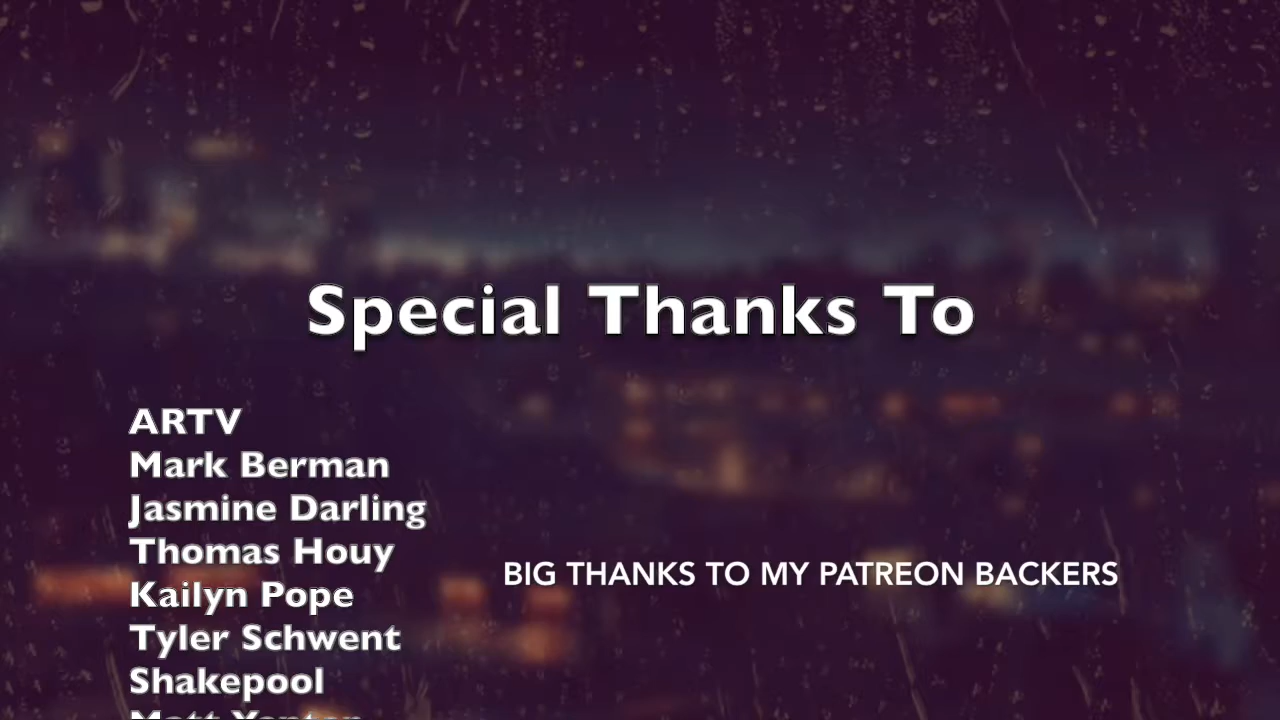 Special Thanks To
ARTV
Mark Berman
Jasmine Darling
Thomas Houy
Kailyn Pope
Tyler Schwent
Shakepool
Matt
BIG THANKS TO MY PATREON BACKERS